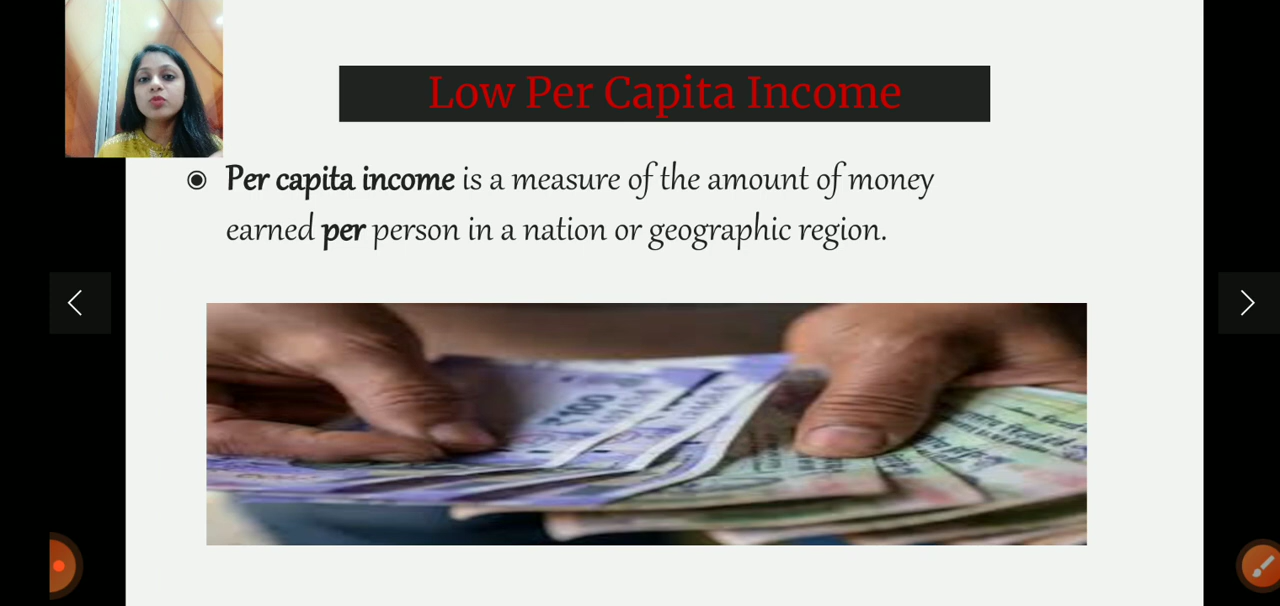 Low Per Capita Income
Per capita income is a measure of the amount of money
earned per person in a nation or geographic region.
₹100